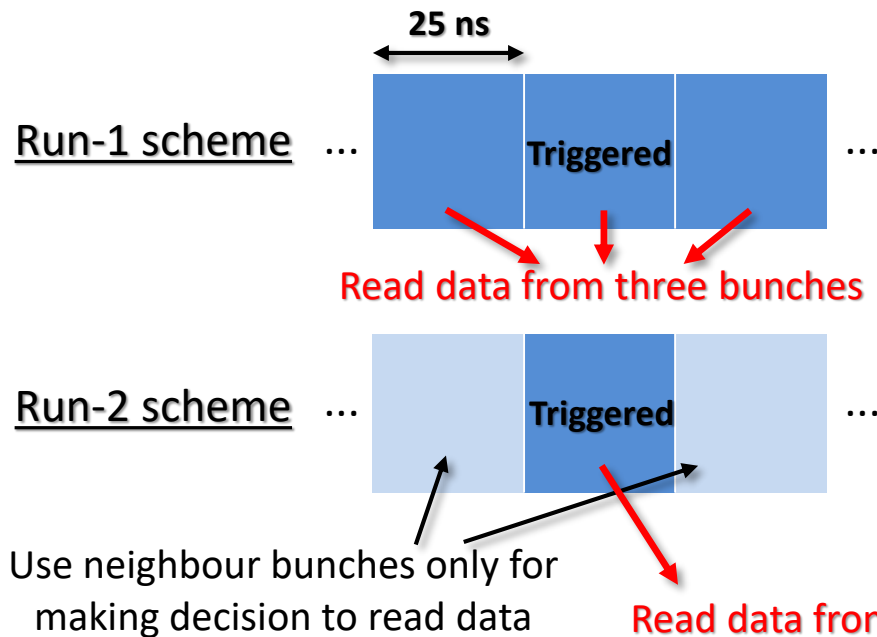 25 ns
Run-1 scheme ... Triggered ...
Read data from three bunches
Run-2 scheme ... Triggered ...
Use neighbour bunches only for
making decision to read data
Read data from